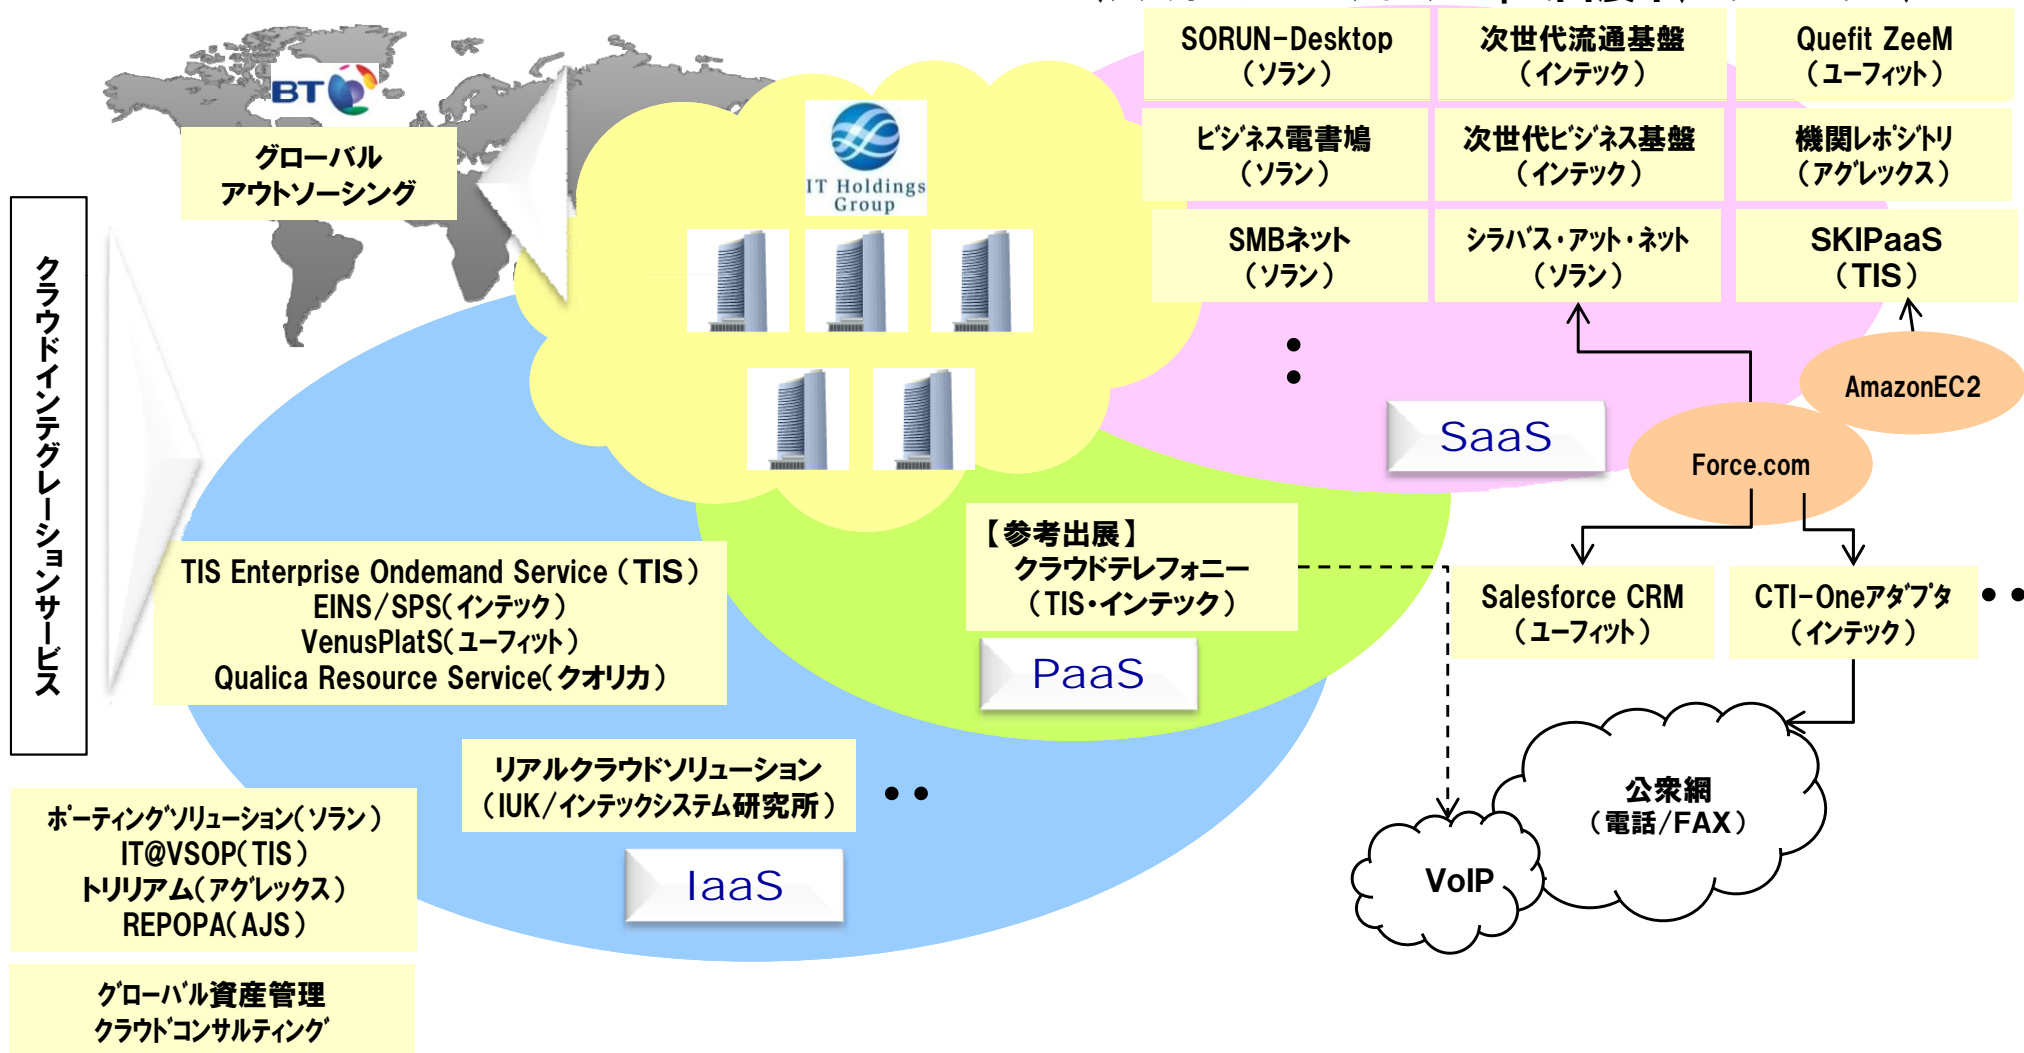 SORUN-Desktop
（ソラン）
次世代流通基盤
（インテック）
Quefit ZeeM
（ユーフィット）
BT
グローバル
アウトソーシング
IT Holdings
Group
ビジネス電書鳩
（ソラン）
次世代ビジネス基盤
（インテック）
機関レポジトリ
（アグレックス）
SMBネット
（ソラン）
シラバス・アット・ネット
（ソラン）
SKIPaaS
（TIS）
クラウドインテグレーションサービス
AmazonEC2
SaaS
Force.com
【参考出展】
クラウドテレフォニー
（TIS・インテック）
PaaS
TIS Enterprise Ondemand Service（TIS）
EINS/SPS（インテック）
VenusPlatS（ユーフィット）
Qualica Resource Service（クオリカ）
Salesforce CRM
（ユーフィット）
CTI-Oneアダプタ
（インテック）
リアルクラウドソリューション
（IUK/インテックシステム研究所）
IaaS
公衆網
（電話/FAX）
VoIP
ポーティングソリューション（ソラン）
IT@VSOP（TIS）
トリリアム（アグレックス）
REPOPA（AJS）
グローバル資産管理
クラウドコンサルティング